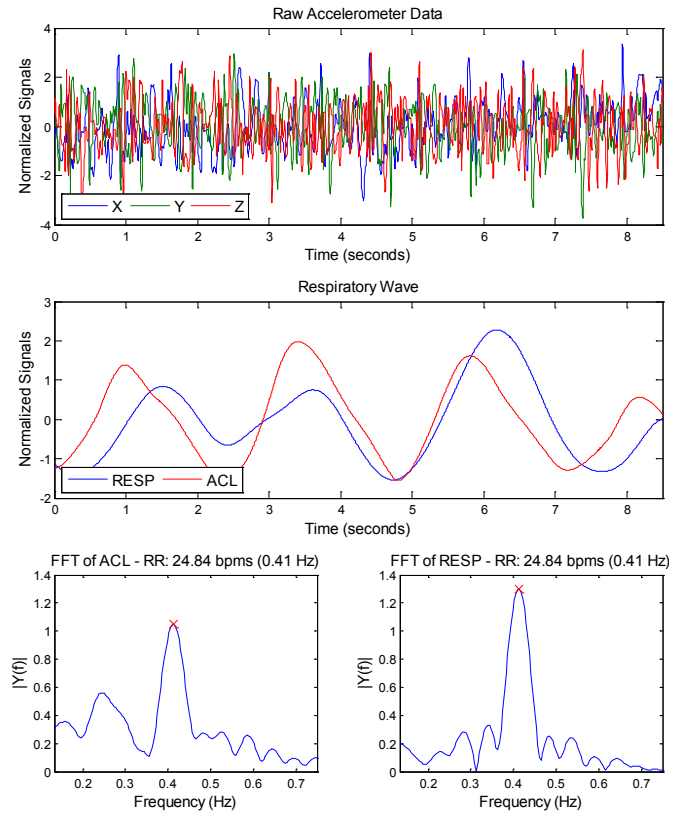 Raw Accelerometer Data
4
2
0
-2
-4
Normalized Signals
X Y Z
0 1 2 3 4 5 6 7 8
Time (seconds)
Respiratory Wave
3
2
1
0
-1
-2
Normalized Signals
RESP ACL
0 1 2 3 4 5 6 7 8
Time (seconds)
FFT of ACL - RR: 24.84 bpms (0.41 Hz)
1.4
1.2
1
0.8
0.6
0.4
0.2
0
|Y(f)|
0.2 0.3 0.4 0.5 0.6 0.7
Frequency (Hz)
FFT of RESP - RR: 24.84 bpms (0.41 Hz)
1.4
1.2
1
0.8
0.6
0.4
0.2
0
|Y(f)|
0.2 0.3 0.4 0.5 0.6 0.7
Frequency (Hz)